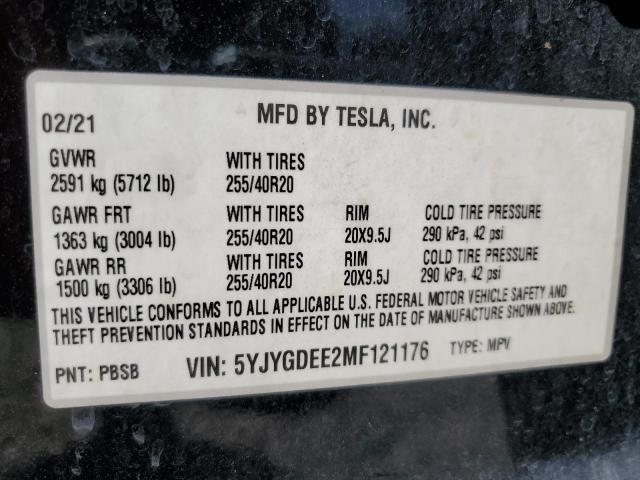 02/21 MFD BY TESLA, INC.
GVWR WITH TIRES
2591 kg (5712 lb) 255/40R20
GAWR FRT WITH TIRES RIM COLD TIRE PRESSURE
1363 kg (3004 lb) 255/40R20 20X9.5J 290 kPa, 42 psi
GAWR RR WITH TIRES RIM COLD TIRE PRESSURE
1500 kg (3306 lb) 255/40R20 20X9.5J 290 kPa, 42 psi
THIS VEHICLE CONFORMS TO ALL APPLICABLE U.S. FEDERAL MOTOR VEHICLE SAFETY AND
THEFT PREVENTION STANDARDS IN EFFECT ON THE DATE OF MANUFACTURE SHOWN ABOVE.
PNT: PBSB VIN: 5YJYGDEE2MF121176 TYPE: MPV